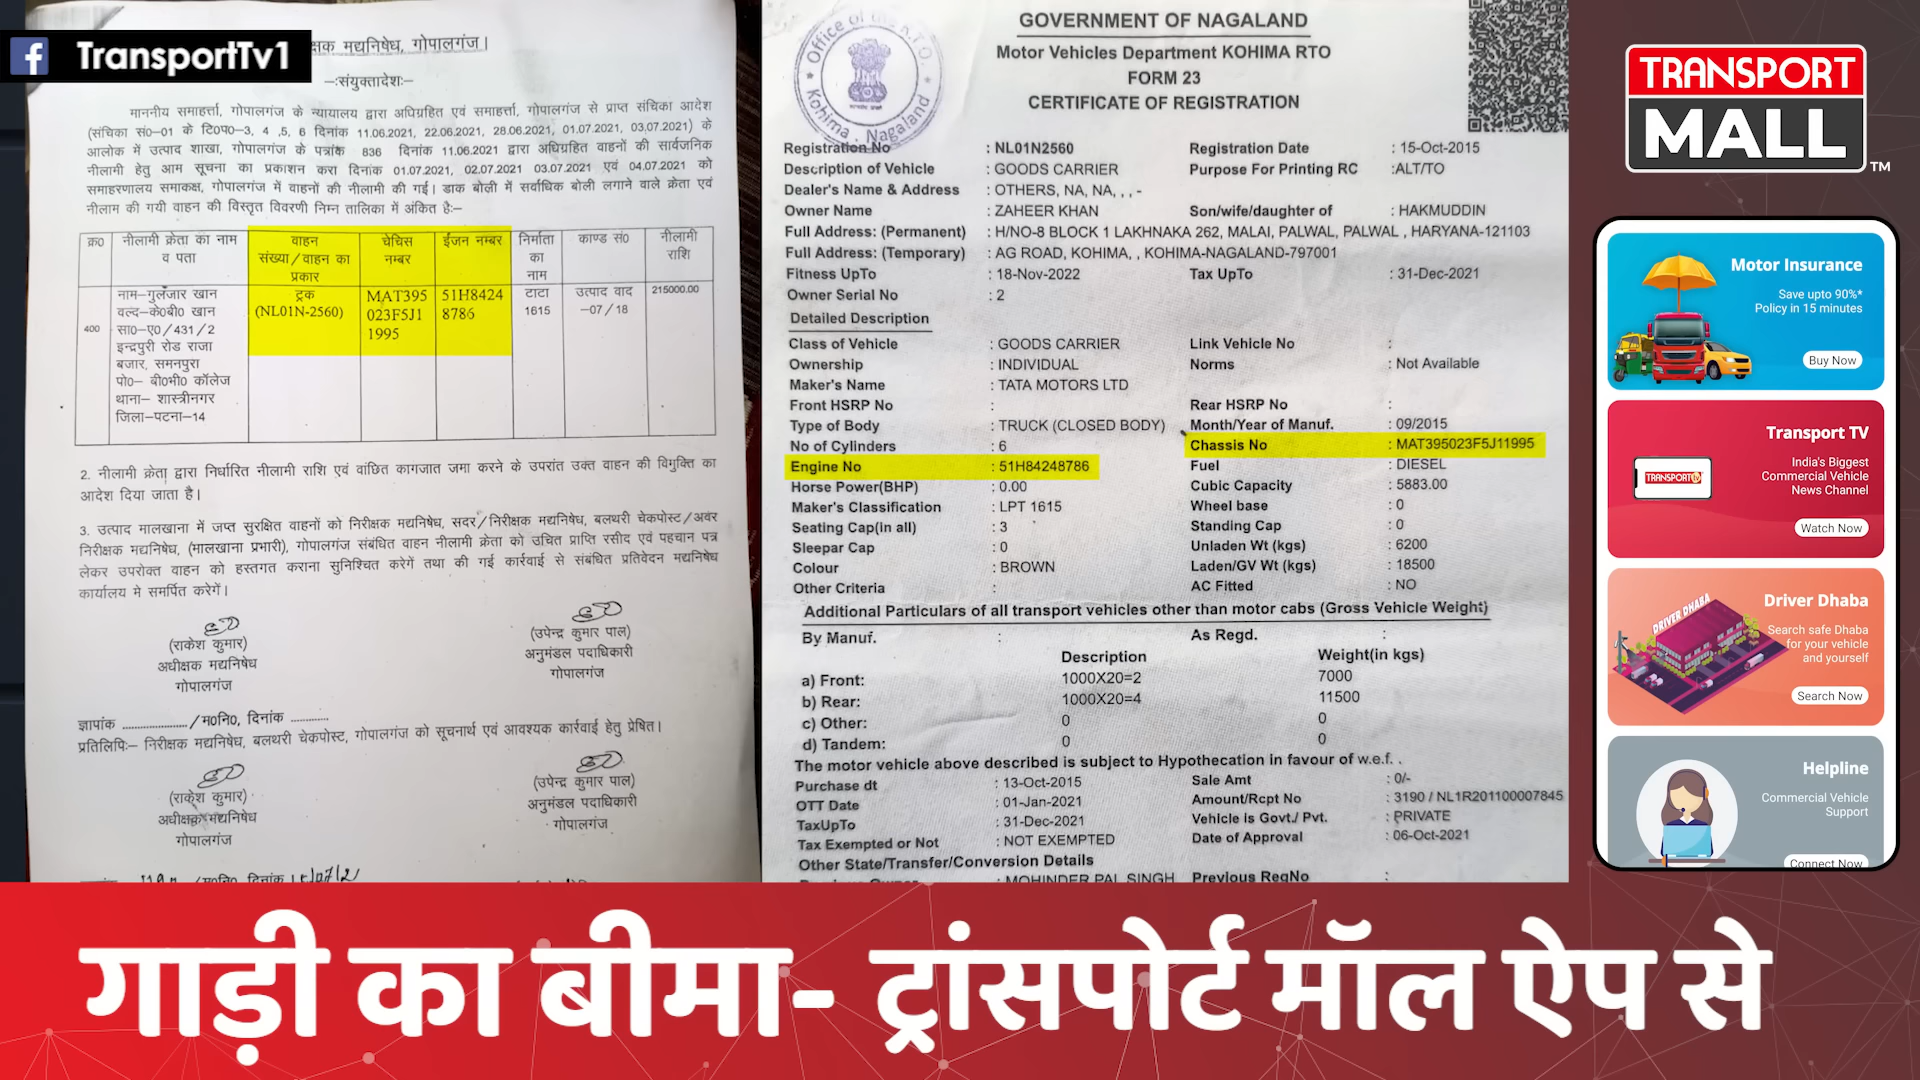 TransportTv1
क्षक मद्यनिषेध, गोपालगंज।
–:संयुक्तादेशः–
माननीय समाहर्त्ता, गोपालगंज के न्यायालय द्वारा अधिग्रहित एवं समाहर्त्ता, गोपालगंज से प्राप्त संचिका आदेश
(संचिका सं०–01 के टि०प०–3, 4 ,5, 6 दिनांक 11.06.2021, 22.06.2021, 28.06.2021, 01.07.2021, 03.07.2021) के
आलोक में उत्पाद शाखा, गोपालगंज के पत्रांक 836 दिनांक 11.06.2021 द्वारा अधिग्रहित वाहनों की सार्वजनिक
नीलामी हेतु आम सूचना का प्रकाशन करा दिनांक 01.07.2021, 02.07.2021 03.07.2021 एवं 04.07.2021 को
समाहरणालय समाकक्ष, गोपालगंज में वाहनों की नीलामी की गई। डाक बोली में सर्वाधिक बोली लगाने वाले क्रेता एवं
नीलाम की गयी वाहन की विस्तृत विवरणी निम्न तालिका में अंकित है:–
क्र० नीलामी क्रेता का नाम व पता वाहन संख्या/वाहन का प्रकार चेचिस नम्बर ईंजन नम्बर निर्माता का नाम काण्ड सं० नीलामी राशि
400 नाम–गुलंजार खान ट्रक MAT395 51H8424 टाटा उत्पाद वाद 215000.00
वल्द–के०बी० खान (NL01N-2560) 023F5J1 8786 1615 –07/18
सा०–ए०/431/2 1995
इन्द्रपुरी रोड राजा
बजार, समनपुरा
पो०– बी०भी० कॉलेज
थाना– शास्त्रीनगर
जिला–पटना–14
2. नीलामी क्रेता द्वारा निर्धारित नीलामी राशि एवं वांछित कागजात जमा करने के उपरांत उक्त वाहन की विमुक्ति का
आदेश दिया जाता है।
3. उत्पाद मालखाना में जप्त सुरक्षित वाहनों को निरीक्षक मद्यनिषेध, सदर/निरीक्षक मद्यनिषेध, बलथरी चेकपोस्ट/अवर
निरीक्षक मद्यनिषेध, (मालखाना प्रभारी), गोपालगंज संबंधित वाहन नीलामी क्रेता को उचित प्राप्ति रसीद एवं पहचान पत्र
लेकर उपरोक्त वाहन को हस्तगत कराना सुनिश्चित करेगें तथा की गई कार्रवाई से संबंधित प्रतिवेदन मद्यनिषेध
कार्यालय मे समर्पित करेगें।
(राकेश कुमार) (उपेन्द्र कुमार पाल)
अधीक्षक मद्यनिषेध अनुमंडल पदाधिकारी
गोपालगंज गोपालगंज
ज्ञापांक ...................../म०नि०, दिनांक ............
प्रतिलिपिः– निरीक्षक मद्यनिषेध, बलथरी चेकपोस्ट, गोपालगंज को सूचनार्थ एवं आवश्यक कार्रवाई हेतु प्रेषित।
(राकेश कुमार) (उपेन्द्र कुमार पाल)
अधीक्षक मद्यनिषेध अनुमंडल पदाधिकारी
गोपालगंज गोपालगंज
/म०नि० दिनांक
Office of the R.T.O
Kohima, Nagaland
GOVERNMENT OF NAGALAND
Motor Vehicles Department KOHIMA RTO
FORM 23
CERTIFICATE OF REGISTRATION
Registration No : NL01N2560 Registration Date : 15-Oct-2015
Description of Vehicle : GOODS CARRIER Purpose For Printing RC :ALT/TO
Dealer's Name & Address : OTHERS, NA, NA, , , -
Owner Name : ZAHEER KHAN Son/wife/daughter of : HAKMUDDIN
Full Address: (Permanent) : H/NO-8 BLOCK 1 LAKHNAKA 262, MALAI, PALWAL, PALWAL , HARYANA-121103
Full Address: (Temporary) : AG ROAD, KOHIMA, , KOHIMA-NAGALAND-797001
Fitness UpTo : 18-Nov-2022 Tax UpTo : 31-Dec-2021
Owner Serial No : 2
Detailed Description
Class of Vehicle : GOODS CARRIER Link Vehicle No :
Ownership : INDIVIDUAL Norms : Not Available
Maker's Name : TATA MOTORS LTD
Front HSRP No : Rear HSRP No :
Type of Body : TRUCK (CLOSED BODY) Month/Year of Manuf. : 09/2015
No of Cylinders : 6 Chassis No : MAT395023F5J11995
Engine No : 51H84248786 Fuel : DIESEL
Horse Power(BHP) : 0.00 Cubic Capacity : 5883.00
Maker's Classification : LPT 1615 Wheel base : 0
Seating Cap(in all) : 3 Standing Cap : 0
Sleepar Cap : 0 Unladen Wt (kgs) : 6200
Colour : BROWN Laden/GV Wt (kgs) : 18500
Other Criteria : AC Fitted : NO
Additional Particulars of all transport vehicles other than motor cabs (Gross Vehicle Weight)
By Manuf. : As Regd. :
Description Weight(in kgs)
a) Front: 1000X20=2 7000
b) Rear: 1000X20=4 11500
c) Other: 0 0
d) Tandem: 0 0
The motor vehicle above described is subject to Hypothecation in favour of w.e.f. .
Purchase dt : 13-Oct-2015 Sale Amt : 0/-
OTT Date : 01-Jan-2021 Amount/Rcpt No : 3190 / NL1R201100007845
TaxUpTo : 31-Dec-2021 Vehicle is Govt./ Pvt. : PRIVATE
Tax Exempted or Not : NOT EXEMPTED Date of Approval : 06-Oct-2021
Other State/Transfer/Conversion Details
: MOHINDER PAL SINGH Previous RegNo :
TRANSPORT
MALL
TM
Motor Insurance
Save upto 90%*
Policy in 15 minutes
Buy Now
Transport TV
India's Biggest
Commercial Vehicle
News Channel
TRANSPORT TV
Watch Now
Driver Dhaba
DRIVER DHABA
Search safe Dhaba
for your vehicle
and yourself
Search Now
Helpline
Commercial Vehicle
Support
Connect Now
गाड़ी का बीमा- ट्रांसपोर्ट मॉल ऐप से